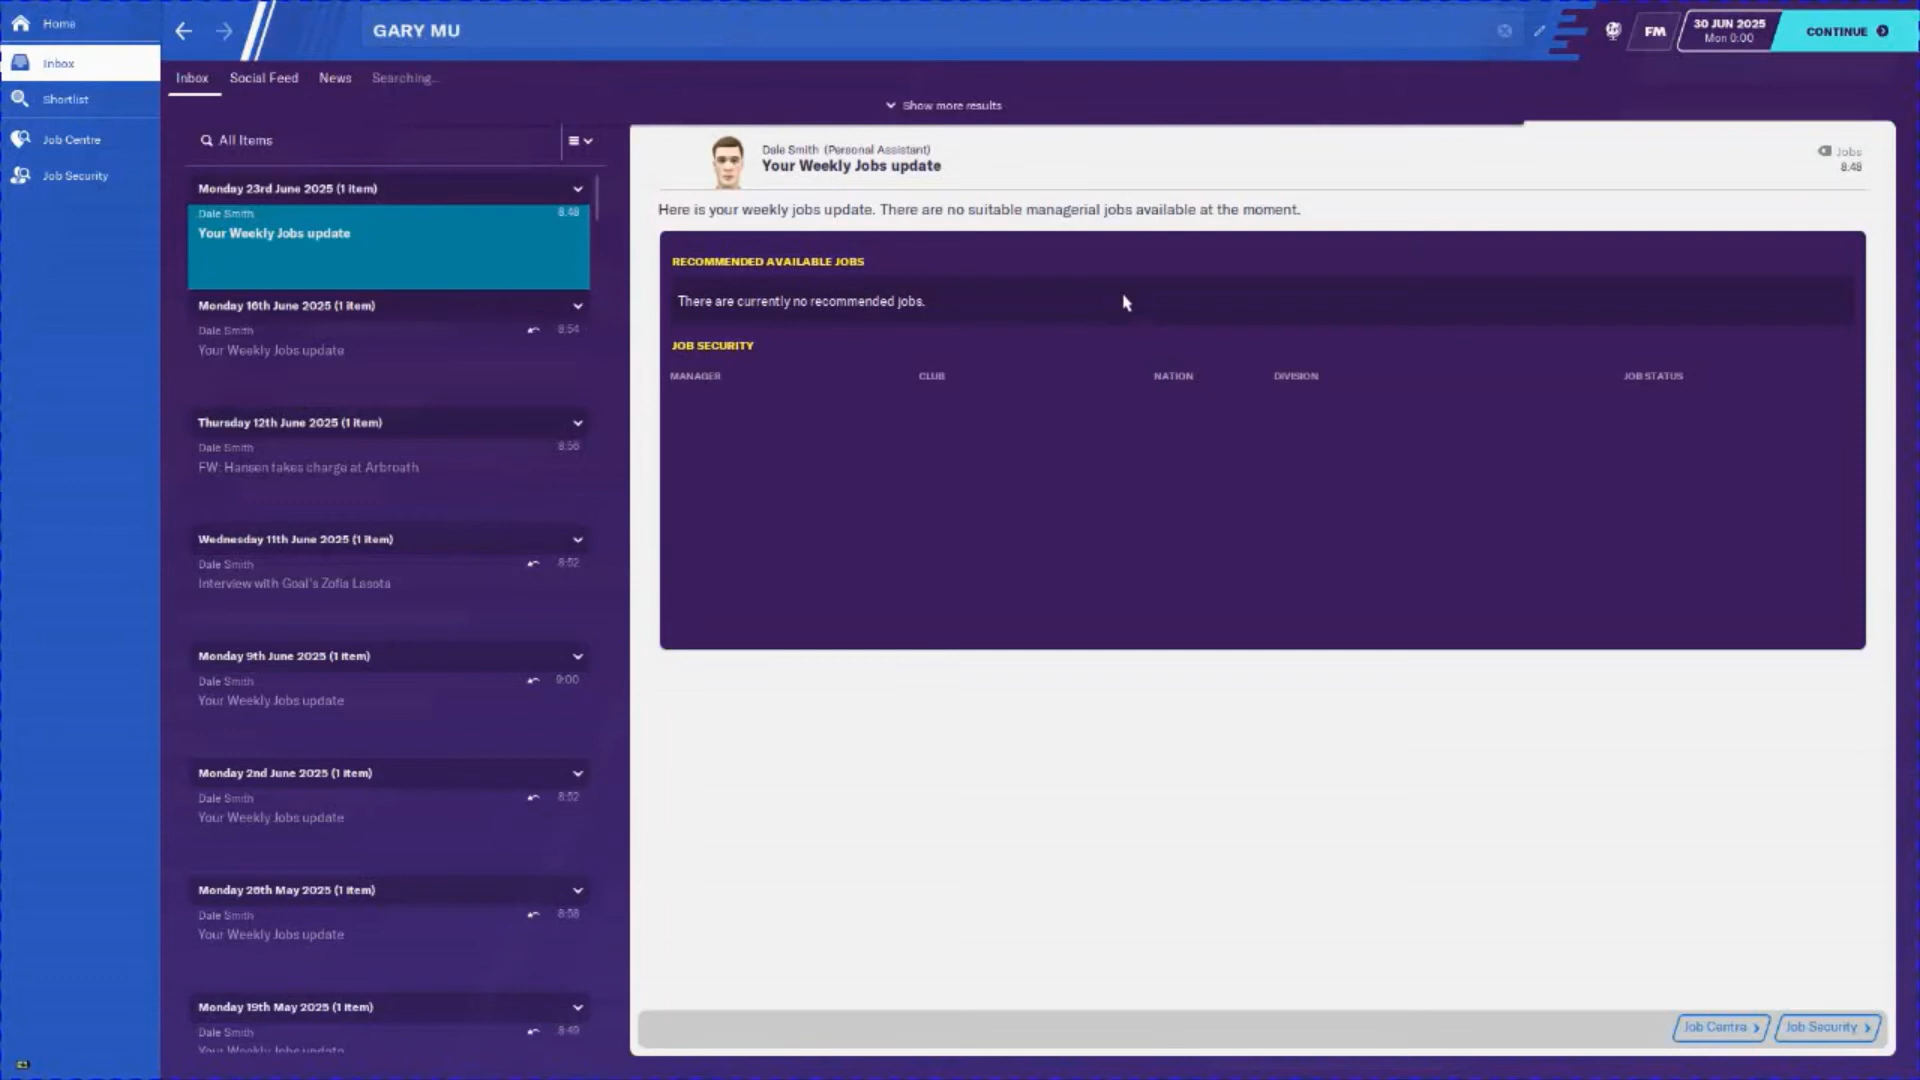 Home
Inbox
Shortlist
Job Centre
Job Security
GARY MU
FM
30 JUN 2025
Mon 0:00
CONTINUE
Inbox
Social Feed
News
Searching...
Show more results
All Items
Monday 23rd June 2025 (1 item)
Dale Smith
8:48
Your Weekly Jobs update
Monday 16th June 2025 (1 item)
Dale Smith
8:54
Your Weekly Jobs update
Thursday 12th June 2025 (1 item)
Dale Smith
8:56
FW: Hansen takes charge at Arbroath
Wednesday 11th June 2025 (1 item)
Dale Smith
8:52
Interview with Goal's Zofia Lasota
Monday 9th June 2025 (1 item)
Dale Smith
9:00
Your Weekly Jobs update
Monday 2nd June 2025 (1 item)
Dale Smith
8:52
Your Weekly Jobs update
Monday 26th May 2025 (1 item)
Dale Smith
8:58
Your Weekly Jobs update
Monday 19th May 2025 (1 item)
Dale Smith
8:49
Your Weekly Jobs update
Dale Smith (Personal Assistant)
Your Weekly Jobs update
Jobs
8:48
Here is your weekly jobs update. There are no suitable managerial jobs available at the moment.
RECOMMENDED AVAILABLE JOBS
There are currently no recommended jobs.
JOB SECURITY
MANAGER CLUB NATION DIVISION JOB STATUS
Job Centre
Job Security